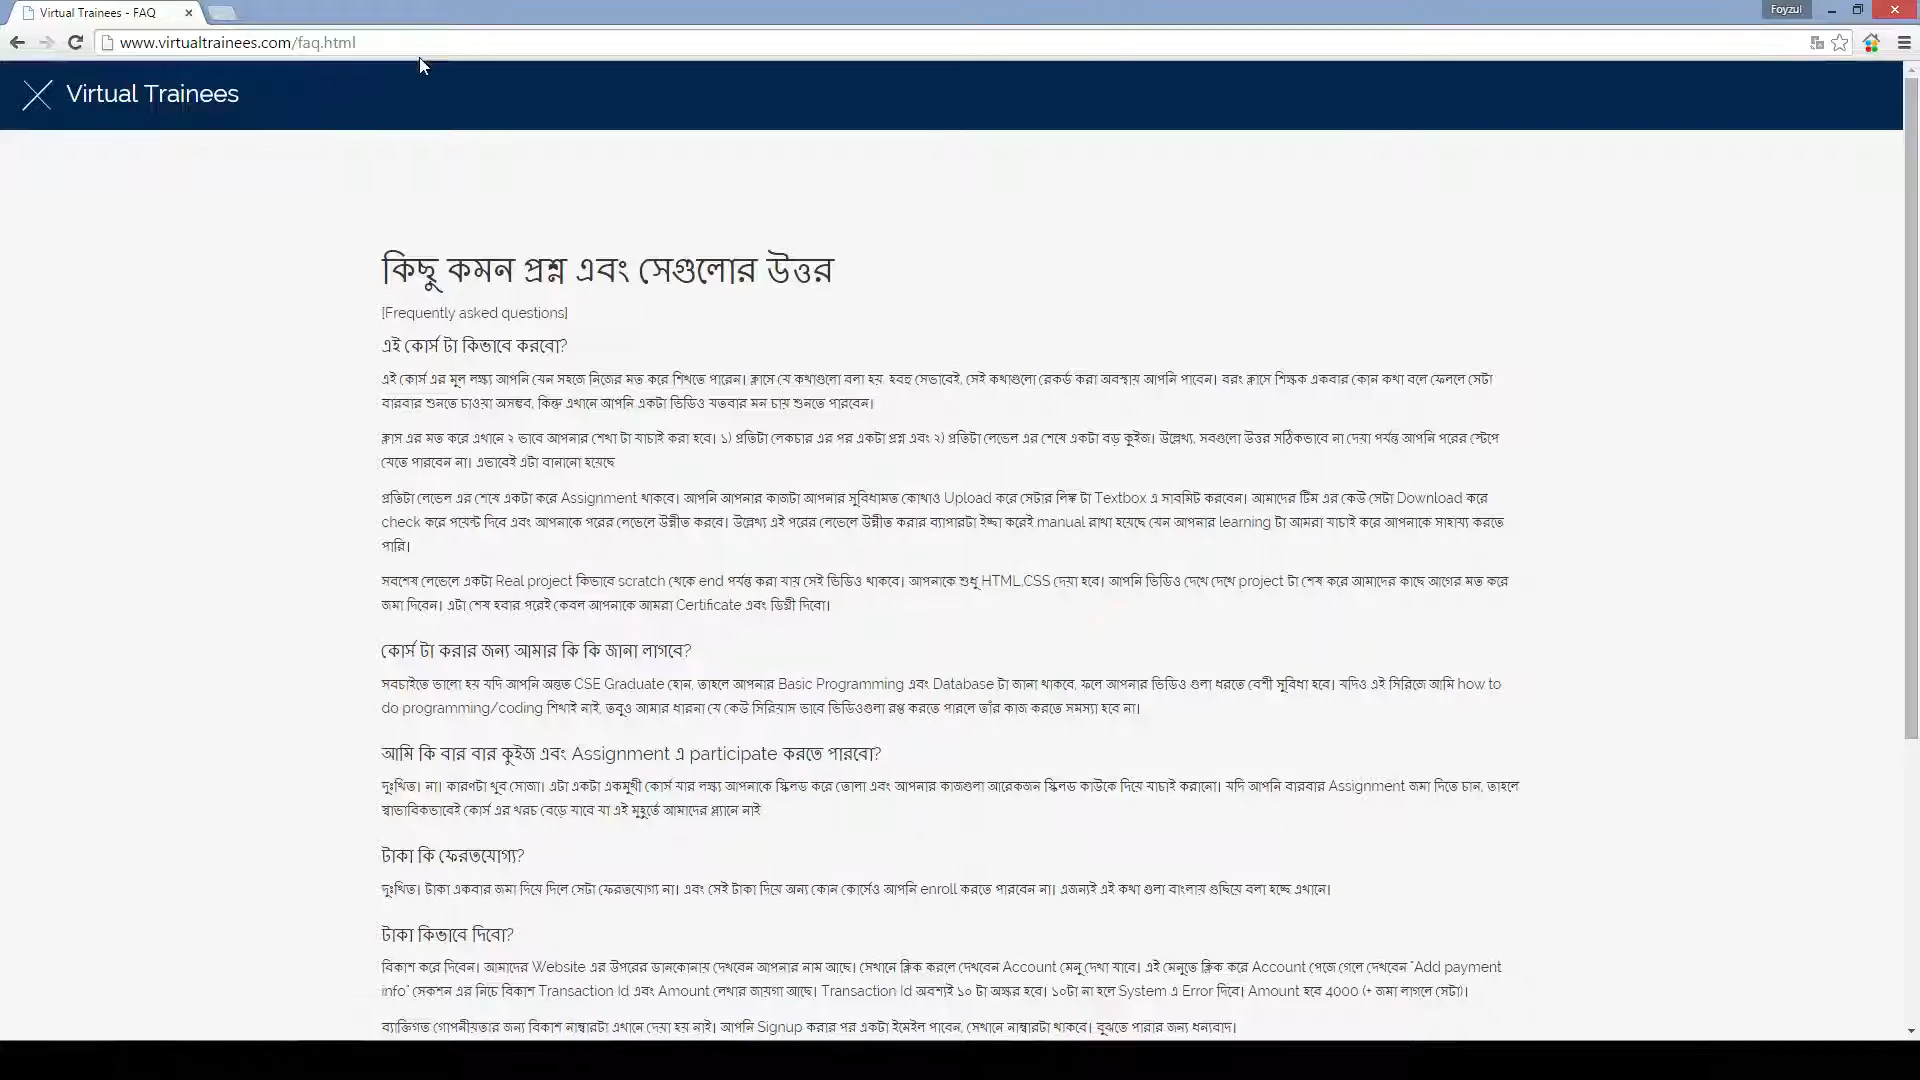 Virtual Trainees - FAQ
Foyzul
www.virtualtrainees.com/faq.html
Virtual Trainees
কিছু কমন প্রশ্ন এবং সেগুলোর উত্তর
[Frequently asked questions]
এই কোর্স টা কিভাবে করবো?
এই কোর্স এর মূল লক্ষ্য আপনি যেন সহজে নিজের মত করে শিখতে পারেন। ক্লাসে যে কথাগুলো বলা হয় হবহু সেভাবেই, সেই কথাগুলো রেকর্ড করা অবস্থায় আপনি পাবেন। বরং ক্লাসে শিক্ষক একবার কোন কথা বলে ফেললে সেটা
বারবার শুনতে চাওয়া অসম্ভব, কিন্তু এখানে আপনি একটা ভিডিও যতবার মন চায় শুনতে পারবেন।
ক্লাস এর মত করে এখানে ২ ভাবে আপনার শেখা টা যাচাই করা হবে। ১) প্রতিটা লেকচার এর পর একটা প্রশ্ন এবং ২) প্রতিটা লেভেল এর শেষে একটা বড় কুইজ। উল্লেখ্য, সবগুলো উত্তর সঠিকভাবে না দেয়া পর্যন্ত আপনি পরের স্টেপে
যেতে পারবেন না। এভাবেই এটা বানানো হয়েছে
প্রতিটা লেভেল এর শেষে একটা করে Assignment থাকবে। আপনি আপনার কাজটা আপনার সুবিধামত কোথাও Upload করে সেটার লিঙ্ক টা Textbox এ সাবমিট করবেন। আমাদের টিম এর কেউ সেটা Download করে
check করে পয়েন্ট দিবে এবং আপনাকে পরের লেভেলে উন্নীত করবে। উল্লেখ্য এই পরের লেভেলে উন্নীত করার ব্যাপারটা ইচ্ছা করেই manual রাখা হয়েছে যেন আপনার learning টা আমরা যাচাই করে আপনাকে সাহায্য করতে
পারি।
সবশেষ লেভেলে একটা Real project কিভাবে scratch থেকে end পর্যন্ত করা যায় সেই ভিডিও থাকবে। আপনাকে শুধু HTML,CSS দেয়া হবে। আপনি ভিডিও দেখে দেখে project টা শেষ করে আমাদের কাছে আগের মত করে
জমা দিবেন। এটা শেষ হবার পরেই কেবল আপনাকে আমরা Certificate এবং ডিগ্রী দিবো।
কোর্স টা করার জন্য আমার কি কি জানা লাগবে?
সবচাইতে ভালো হয় যদি আপনি অন্তত CSE Graduate হোন, তাহলে আপনার Basic Programming এবং Database টা জানা থাকবে, ফলে আপনার ভিডিও গুলা ধরতে বেশী সুবিধা হবে। যদিও এই সিরিজে আমি how to
do programming/coding শিখাই নাই, তবুও আমার ধারনা যে কেউ সিরিয়াস ভাবে ভিডিওগুলা রপ্ত করতে পারলে তাঁর কাজ করতে সমস্যা হবে না।
আমি কি বার বার কুইজ এবং Assignment এ participate করতে পারবো?
দুঃখিত। না। কারণটা খুব সোজা। এটা একটা একমুখী কোর্স যার লক্ষ্য আপনাকে স্কিলড করে তোলা এবং আপনার কাজগুলা আরেকজন স্কিলড কাউকে দিয়ে যাচাই করানো। যদি আপনি বারবার Assignment জমা দিতে চান, তাহলে
স্বাভাবিকভাবেই কোর্স এর খরচ বেড়ে যাবে যা এই মুহূর্তে আমাদের প্ল্যানে নাই
টাকা কি ফেরতযোগ্য?
দুঃখিত। টাকা একবার জমা দিয়ে দিলে সেটা ফেরতযোগ্য না। এবং সেই টাকা দিয়ে অন্য কোন কোর্সেও আপনি enroll করতে পারবেন না। এজন্যই এই কথা গুলা বাংলায় গুছিয়ে বলা হচ্ছে এখানে।
টাকা কিভাবে দিবো?
বিকাশ করে দিবেন। আমাদের Website এর উপরের ডানকোনায় দেখবেন আপনার নাম আছে। সেখানে ক্লিক করলে দেখবেন Account মেনু দেখা যাবে। এই মেনুতে ক্লিক করে Account পেজে গেলে দেখবেন "Add payment
info" সেকশন এর নিচে বিকাশ Transaction Id এবং Amount লেখার জায়গা আছে। Transaction Id অবশ্যই ১০ টা অক্ষর হবে। ১০টা না হলে System এ Error দিবে। Amount হবে 4000 (+ জমা লাগলে সেটা)।
ব্যাক্তিগত গোপনীয়তার জন্য বিকাশ নাম্বারটা এখানে দেয়া হয় নাই। আপনি Signup করার পর একটা ইমেইল পাবেন, সেখানে নাম্বারটা থাকবে। বুঝতে পারার জন্য ধন্যবাদ।